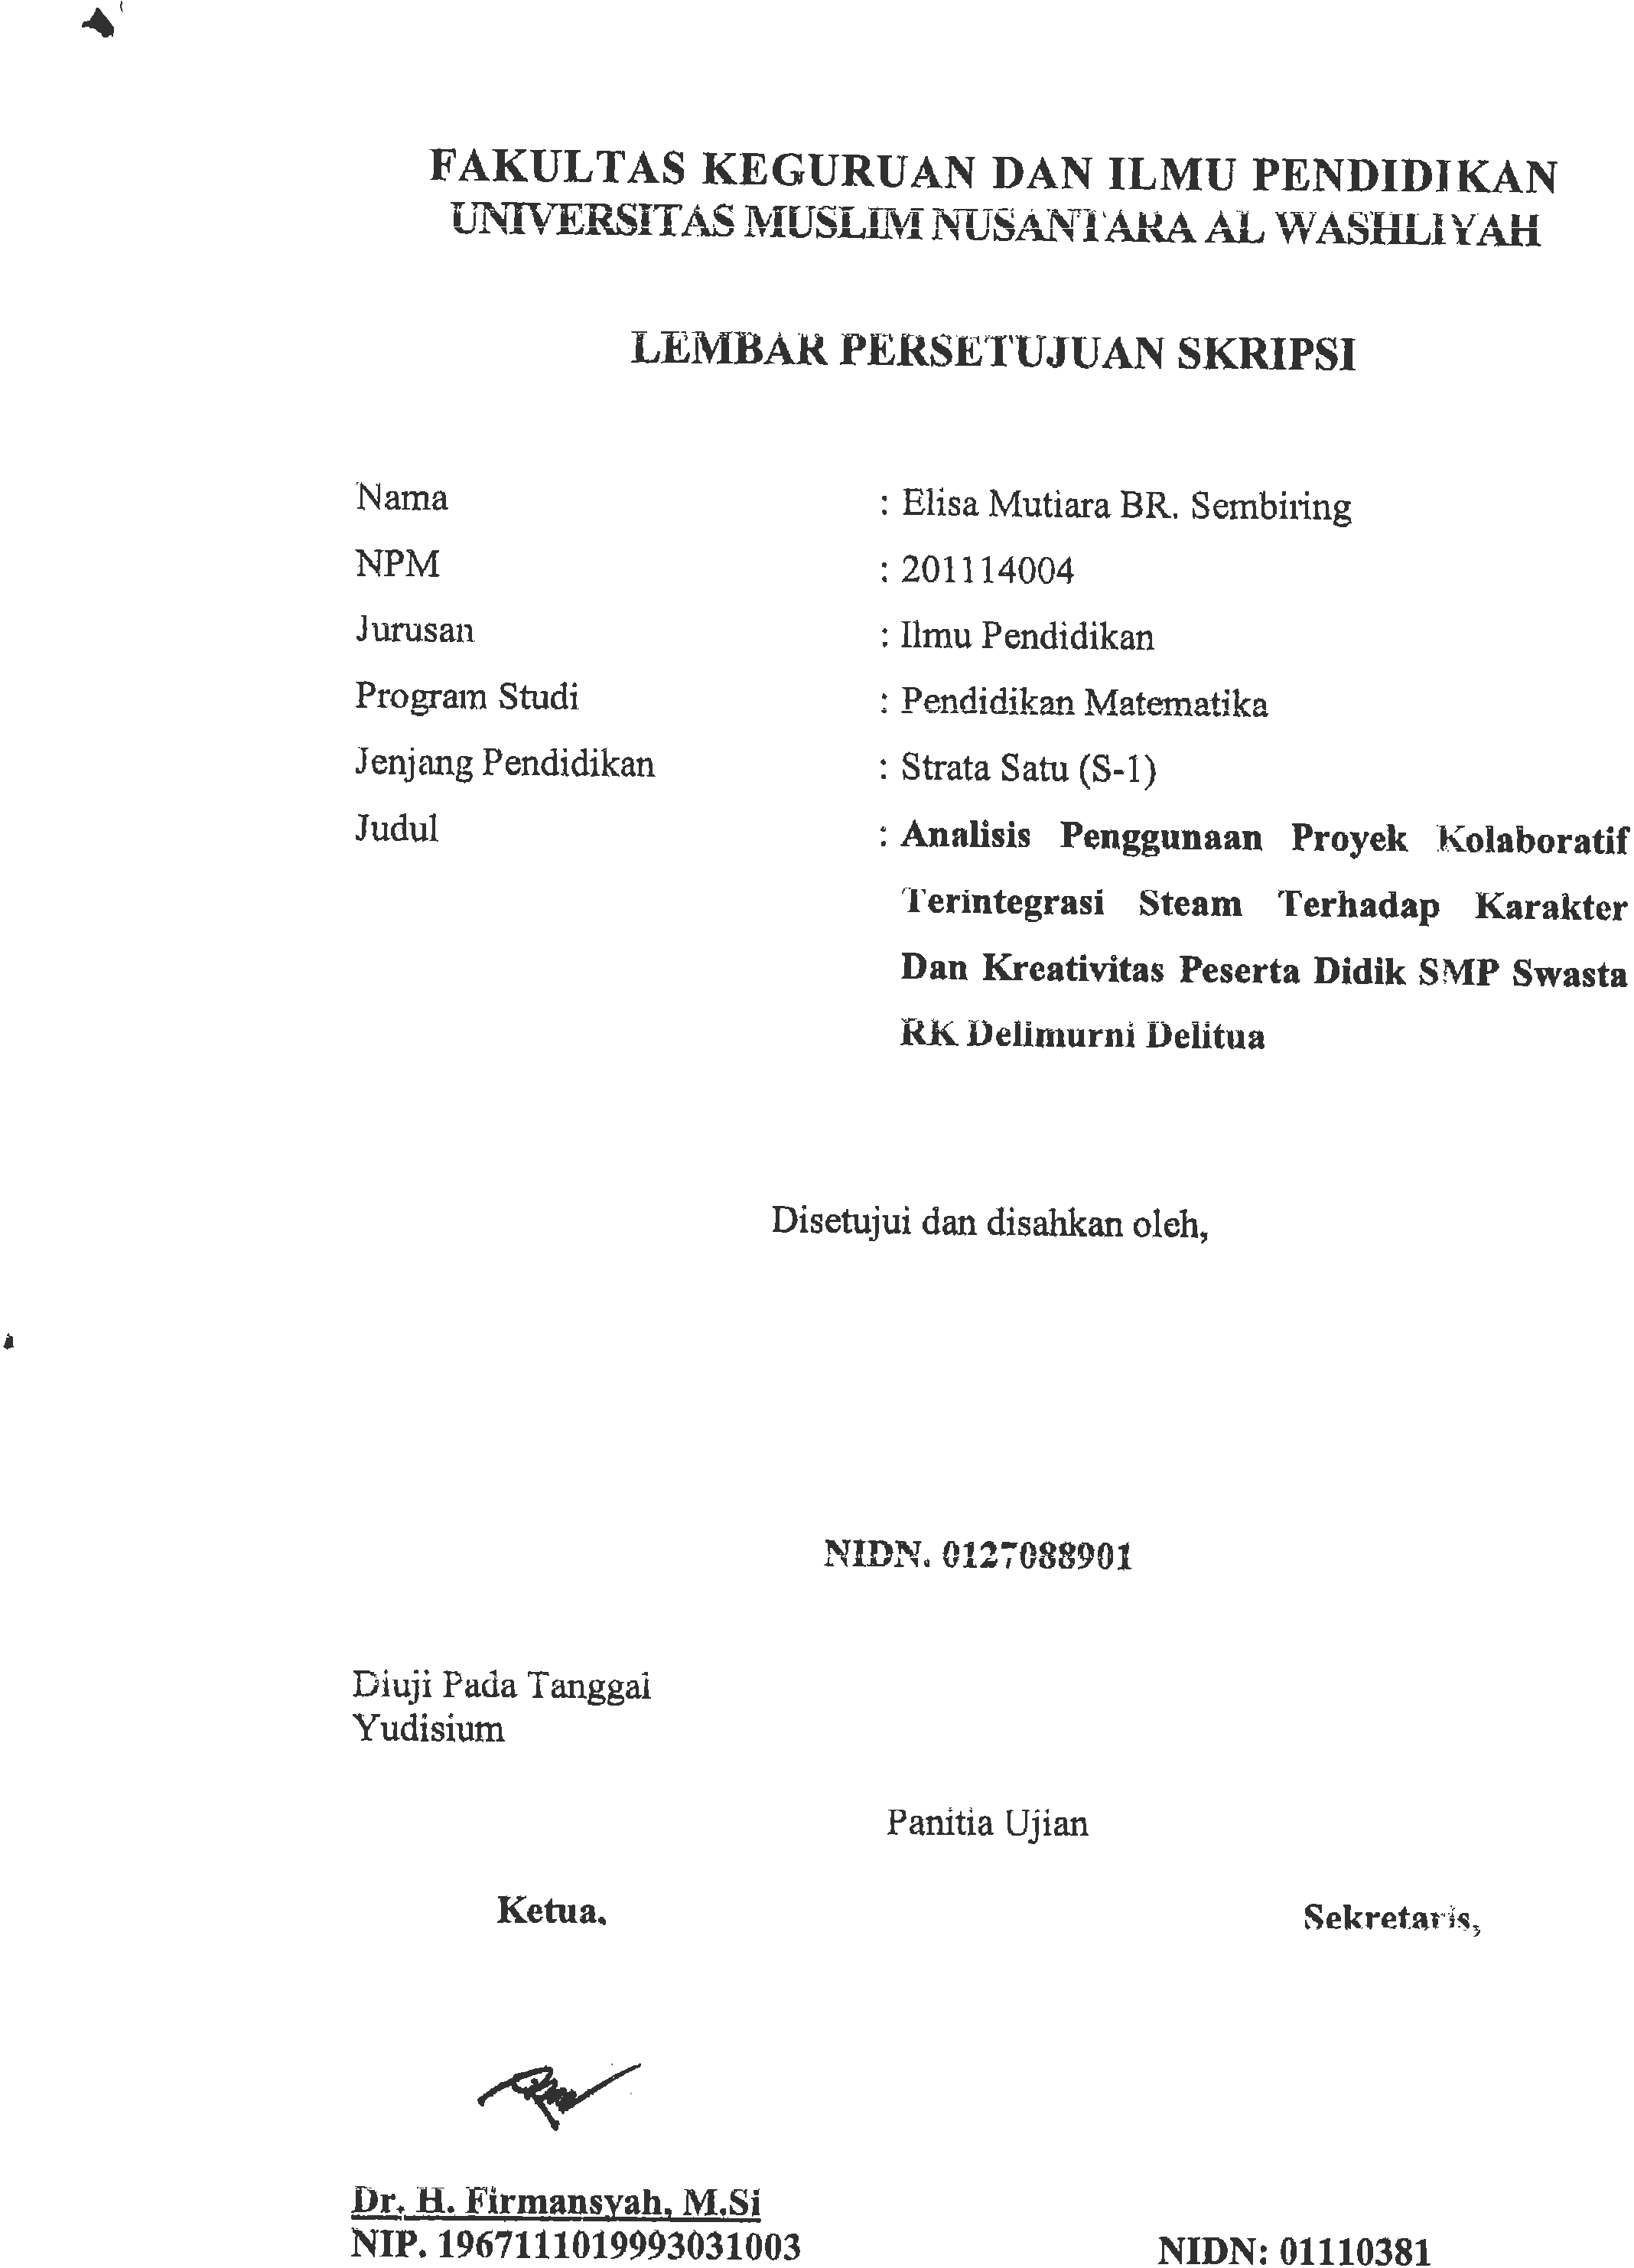 FAKULTAS KEGURUAN DAN ILMU PENDIDIKAN
UNIVERSITAS MUSLIM NUSANTARA AL WASHLIYAH
LEMBAR PERSETUJUAN SKRIPSI
Nama : Elisa Mutiara BR. Sembiring
NPM : 201114004
Jurusan : Ilmu Pendidikan
Program Studi : Pendidikan Matematika
Jenjang Pendidikan : Strata Satu (S-1)
Judul : Analisis Penggunaan Proyek Kolaboratif
Terintegrasi Steam Terhadap Karakter
Dan Kreativitas Peserta Didik SMP Swasta
RK Delimurni Delitua
Disetujui dan disahkan oleh,
NIDN. 0127088901
Diuji Pada Tanggal
Yudisium
Panitia Ujian
Ketua, Sekretaris,
Dr. H. Firmansyah, M.Si
NIP. 1967111019993031003 NIDN: 01110381